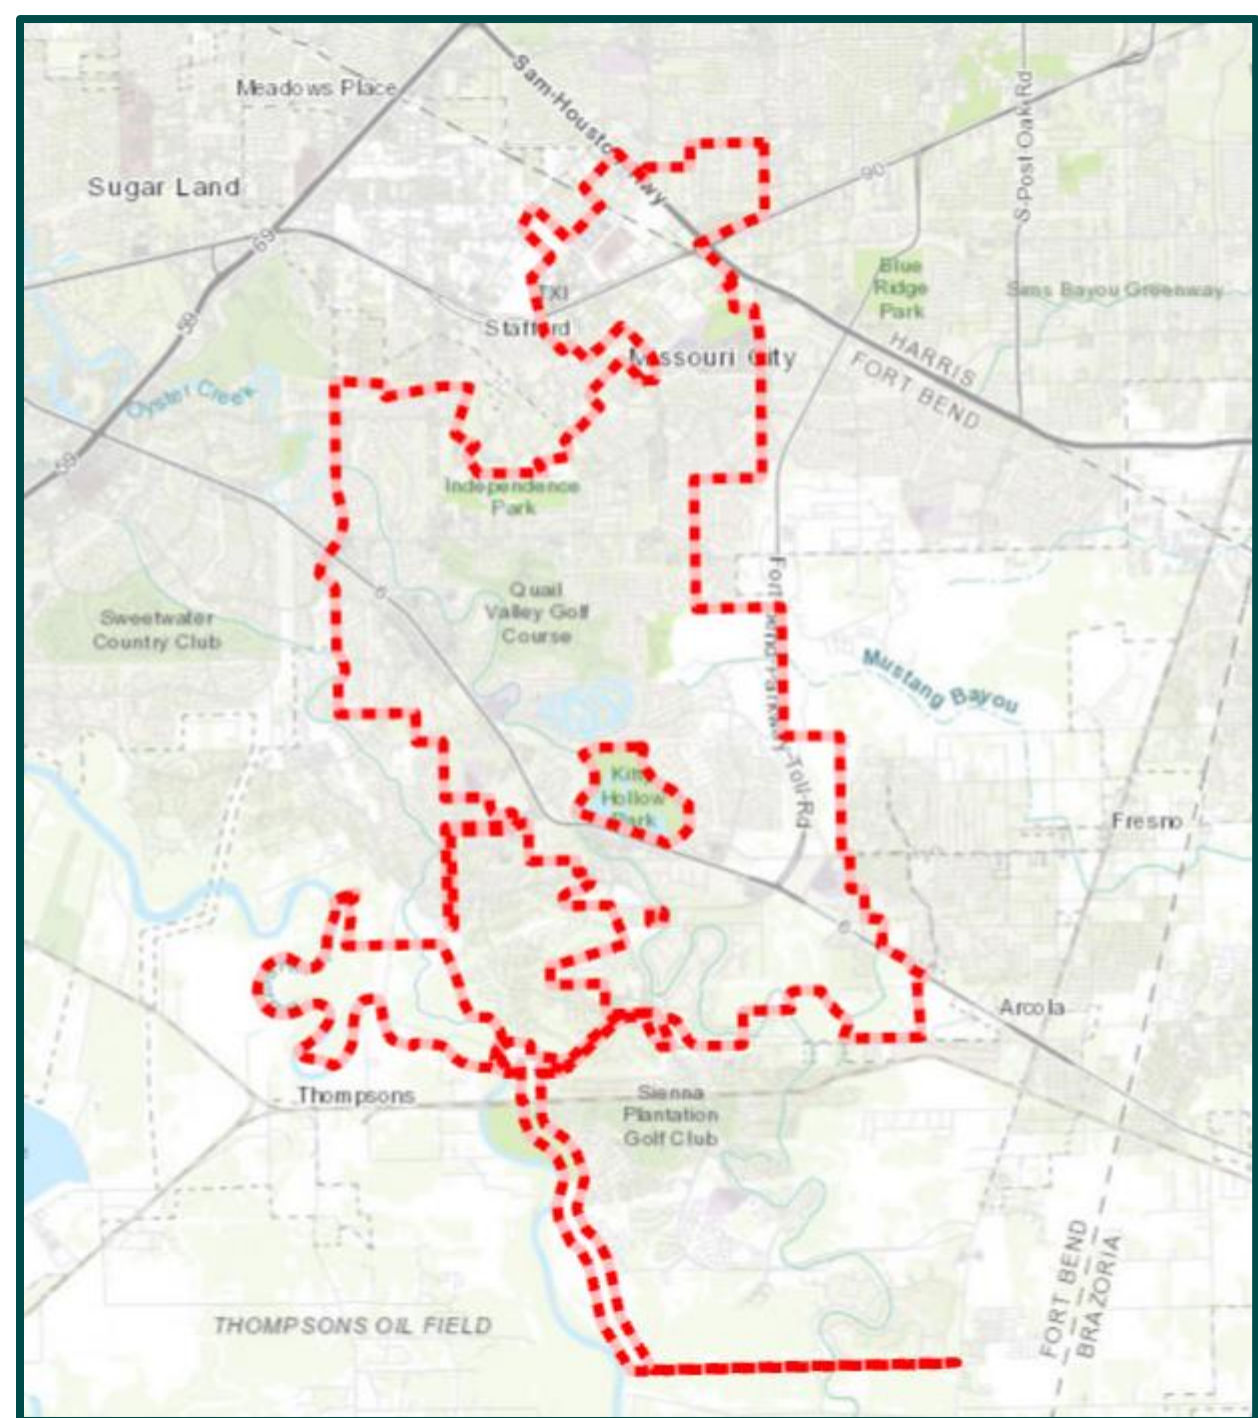 Meadows Place
Sam-Houston
wy
S-Post Oak Rd
Sugar Land
90
69
Blue
Ridge
Park
Sims Bayou Greenway
TXI
Stafford
59
Missouri City
HARRIS
FORT BEND
Oyster Creek
59
Independence
Park
6
Quail
Valley Golf
Course
Sweetwater
Country Club
Fort Bend Parkway Toll Rd
Mustang Bayou
Kitty
Hollow
Park
Fresno
6
Arcola
Thompsons
Sienna
Plantation
Golf Club
THOMPSONS OIL FIELD
FORT BEND
BRAZORIA